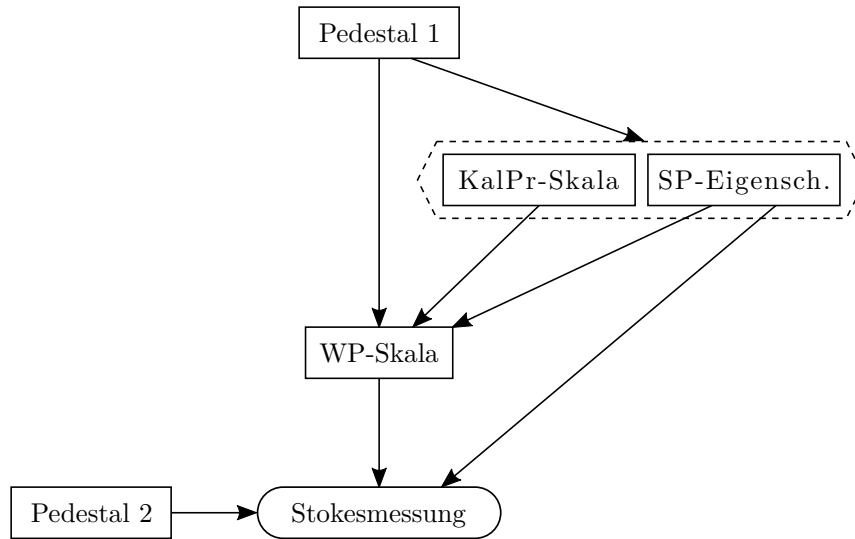 Pedestal 1
KalPr-Skala
SP-Eigensch.
WP-Skala
Pedestal 2
Stokesmessung